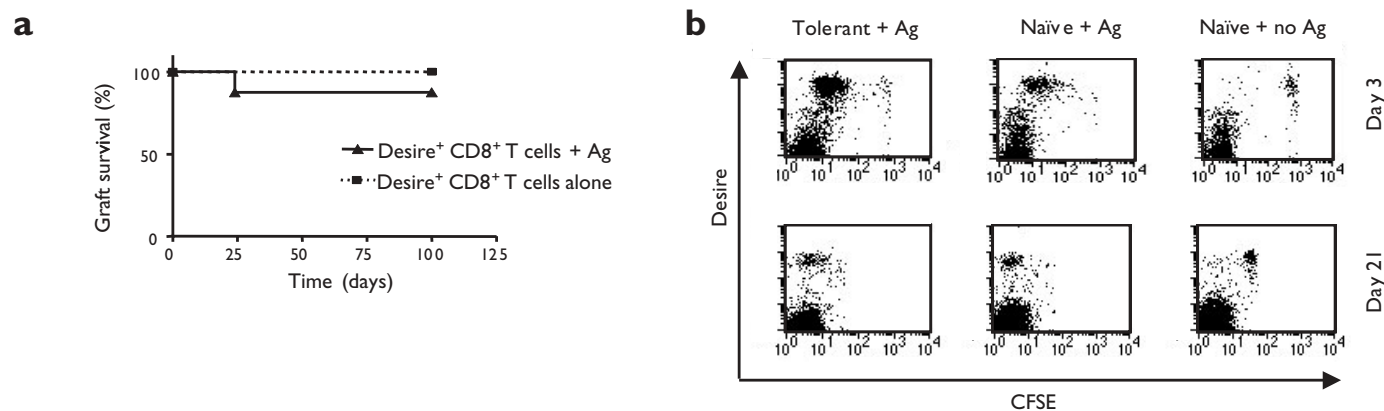 a
100
50
0
Graft survival (%)
0 25 50 75 100 125
Time (days)
Desire⁺ CD8⁺ T cells + Ag
Desire⁺ CD8⁺ T cells alone
b
Tolerant + Ag Naïve + Ag Naïve + no Ag
10⁰ 10¹ 10² 10³ 10⁴ 10⁰ 10¹ 10² 10³ 10⁴ 10⁰ 10¹ 10² 10³ 10⁴
Day 3
10⁰ 10¹ 10² 10³ 10⁴ 10⁰ 10¹ 10² 10³ 10⁴ 10⁰ 10¹ 10² 10³ 10⁴
Day 21
Desire
CFSE